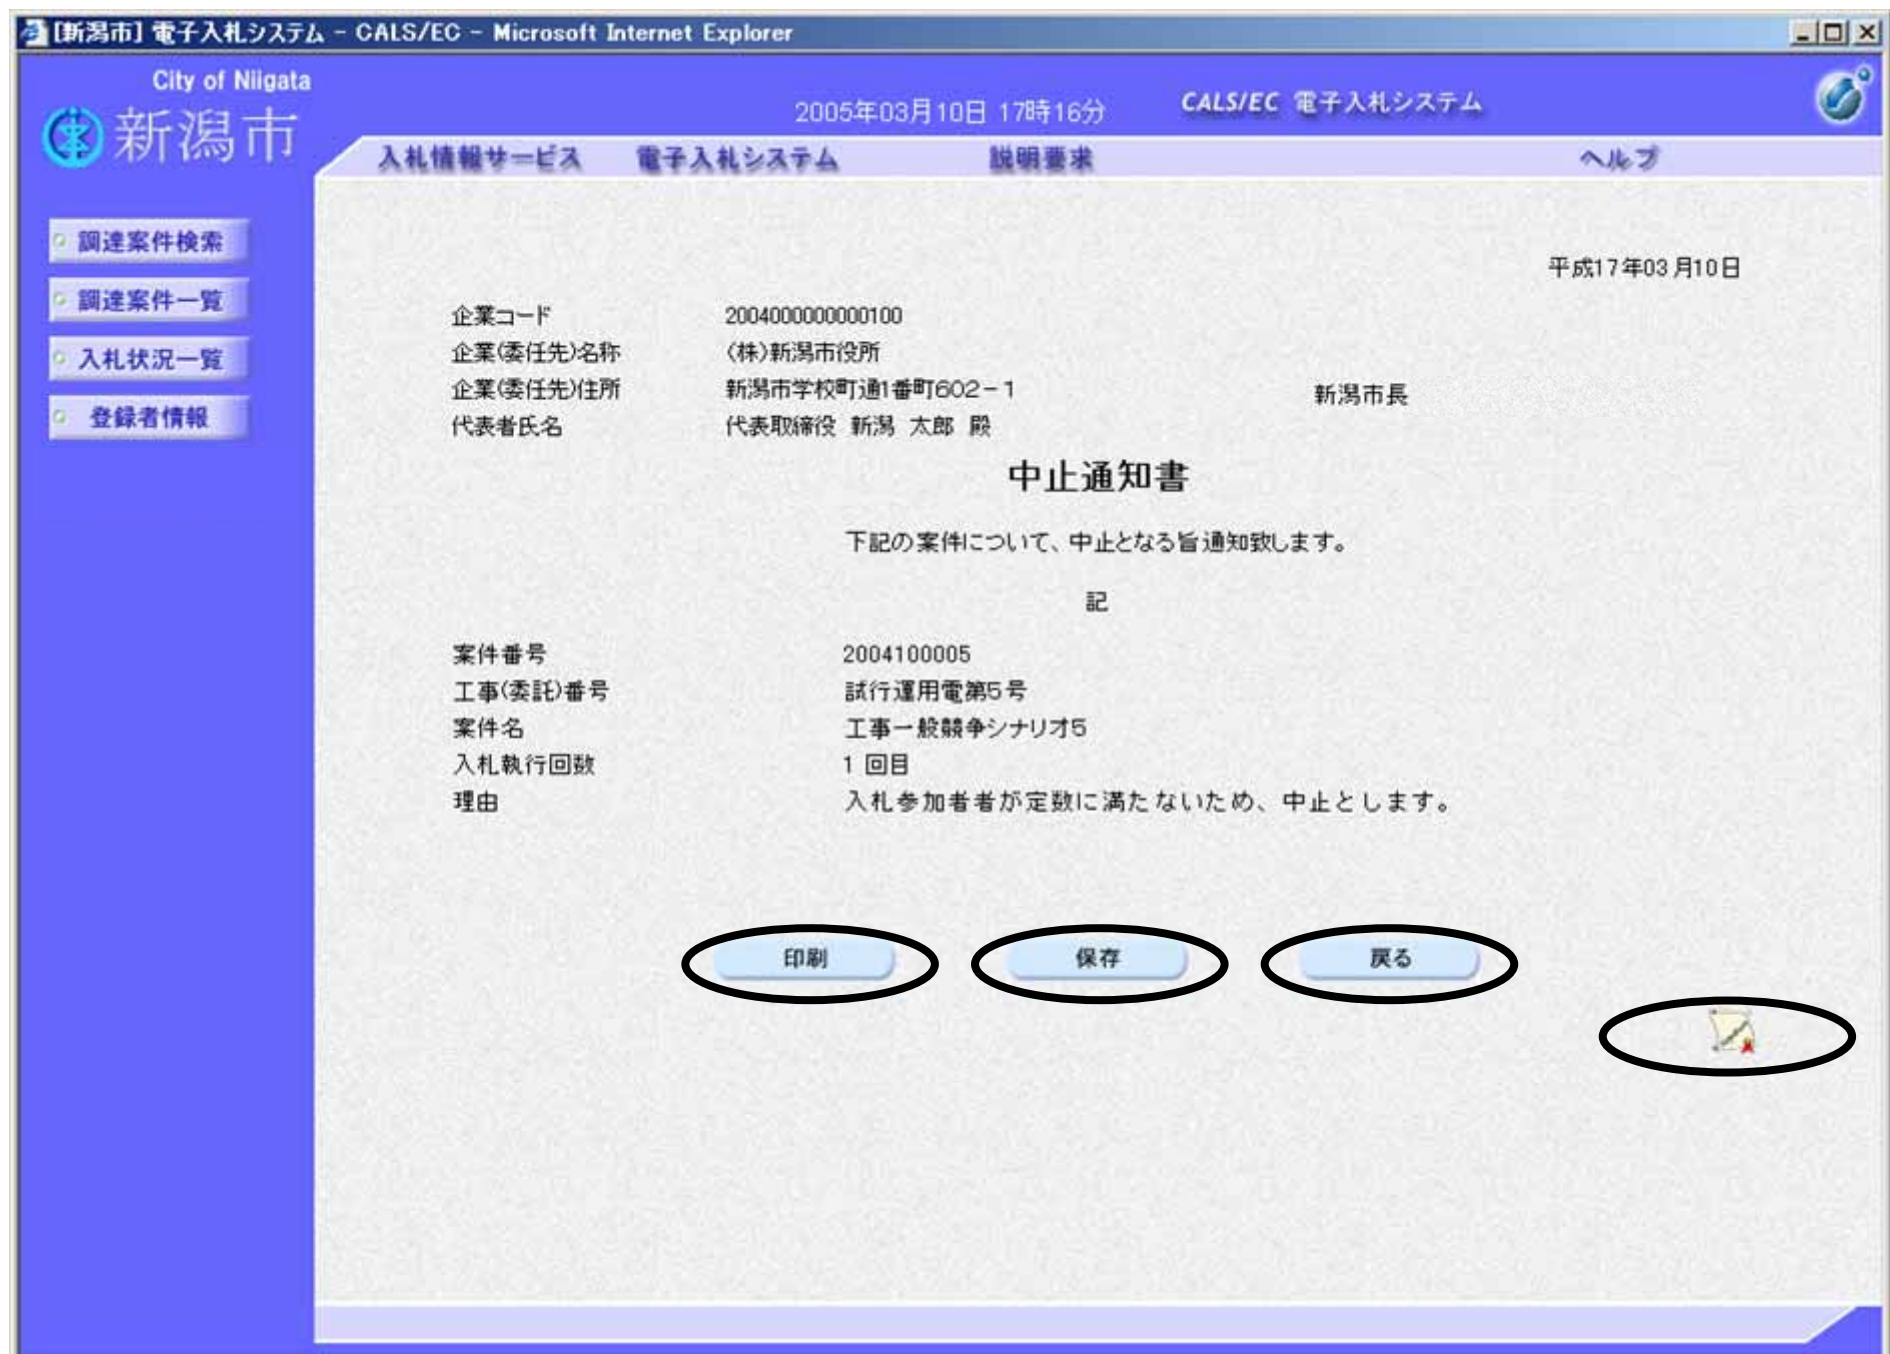 [新潟市] 電子入札システム - CALS/EC - Microsoft Internet Explorer
City of Niigata
新潟市
2005年03月10日 17時16分
CALS/EC 電子入札システム
入札情報サービス 電子入札システム 説明要求 ヘルプ
調達案件検索
調達案件一覧
入札状況一覧
登録者情報
平成17年03月10日
企業コード 2004000000000100
企業(委任先)名称 (株)新潟市役所
企業(委任先)住所 新潟市学校町通1番町602-1
新潟市長
代表者氏名 代表取締役 新潟 太郎 殿
中止通知書
下記の案件について、中止となる旨通知致します。
記
案件番号 2004100005
工事(委託)番号 試行運用電第5号
案件名 工事一般競争シナリオ5
入札執行回数 1 回目
理由 入札参加者者が定数に満たないため、中止とします。
印刷 保存 戻る